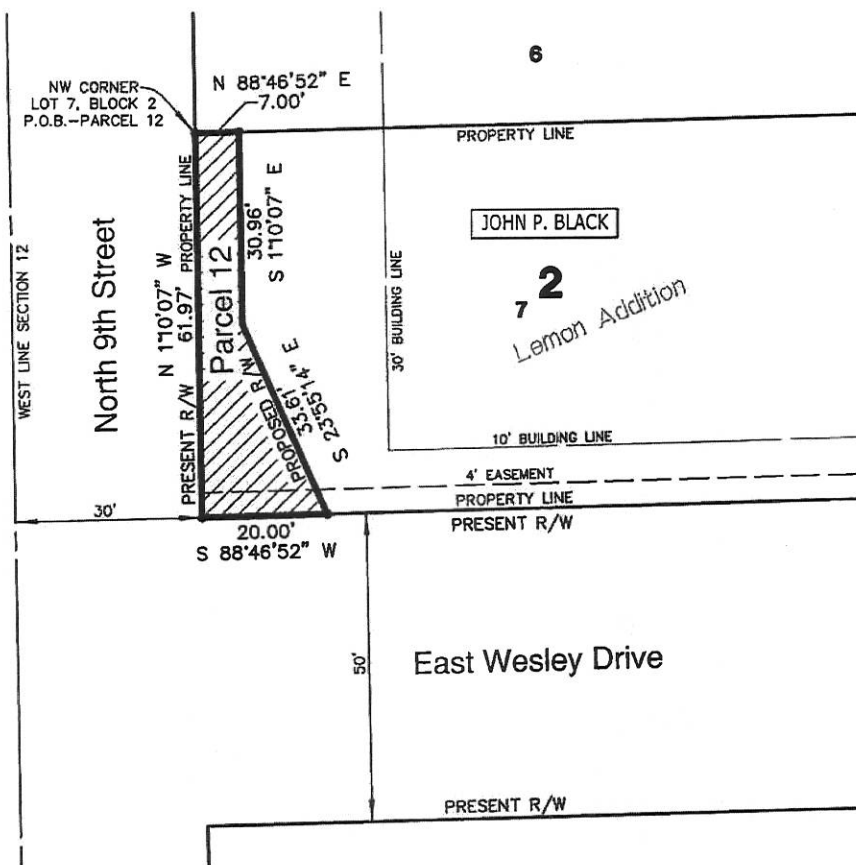 6
NW CORNER
LOT 7, BLOCK 2
P.O.B.-PARCEL 12
N 88°46'52" E
7.00'
PROPERTY LINE
WEST LINE SECTION 12
North 9th Street
N 1°10'07" W
61.97'
PRESENT R/W
PROPERTY LINE
Parcel 12
30.96'
S 1°10'07" E
PROPOSED R/W
33.61'
S 23°55'14" E
30' BUILDING LINE
JOHN P. BLACK
7
2
Lemon Addition
10' BUILDING LINE
4' EASEMENT
PROPERTY LINE
PRESENT R/W
30'
20.00'
S 88°46'52" W
50'
East Wesley Drive
PRESENT R/W